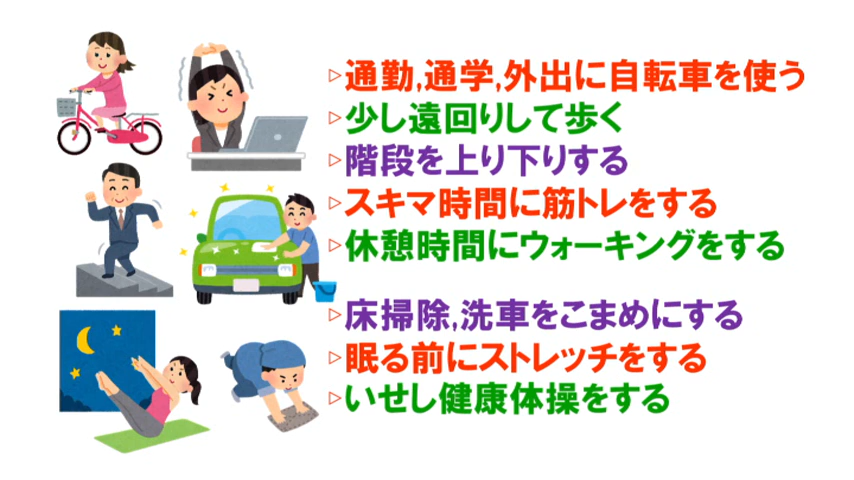 ▷通勤,通学,外出に自転車を使う
▷少し遠回りして歩く
▷階段を上り下りする
▷スキマ時間に筋トレをする
▷休憩時間にウォーキングをする
▷床掃除,洗車をこまめにする
▷眠る前にストレッチをする
▷いせし健康体操をする